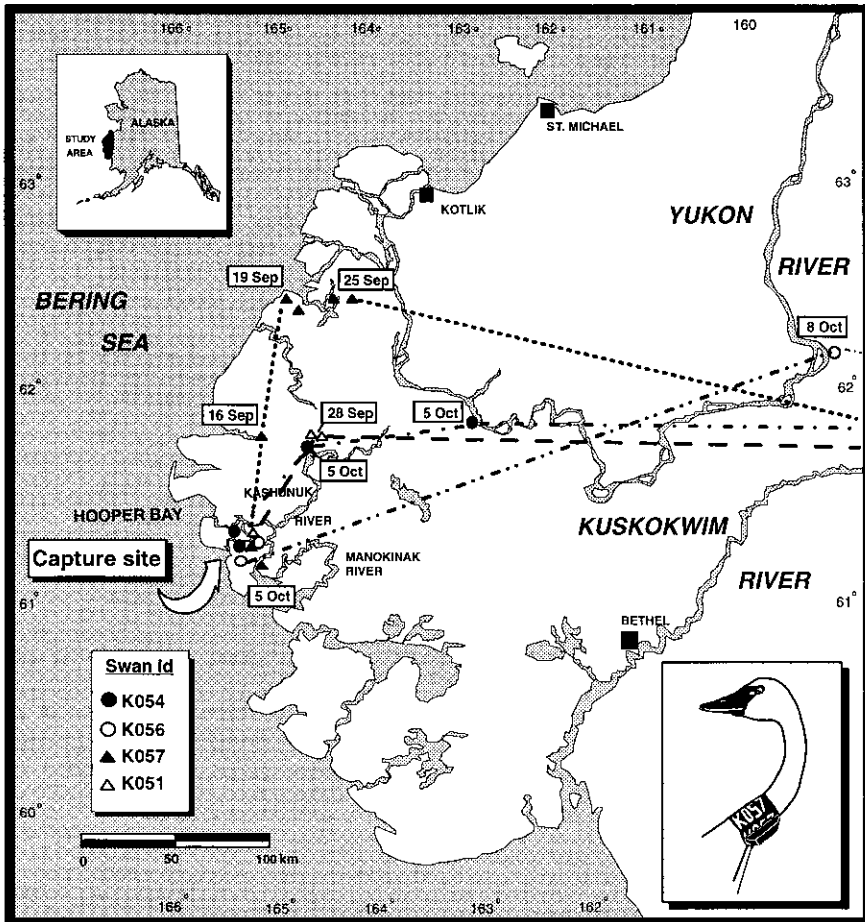 166°
165°
164°
163°
162
161
160
ALASKA
STUDY
AREA
ST. MICHAEL
63°
63°
KOTLIK
YUKON
RIVER
19 Sep
25 Sep
BERING
SEA
8 Oct
62°
62°
16 Sep
28 Sep
5 Oct
5 Oct
KASHUNUK
RIVER
HOOPER BAY
KUSKOKWIM
RIVER
Capture site
MANOKINAK
RIVER
5 Oct
61°
61°
BETHEL
Swan Id
K054
K056
K057
K051
K057
60°
0
50
100 km
166
165°
164°
163°
162